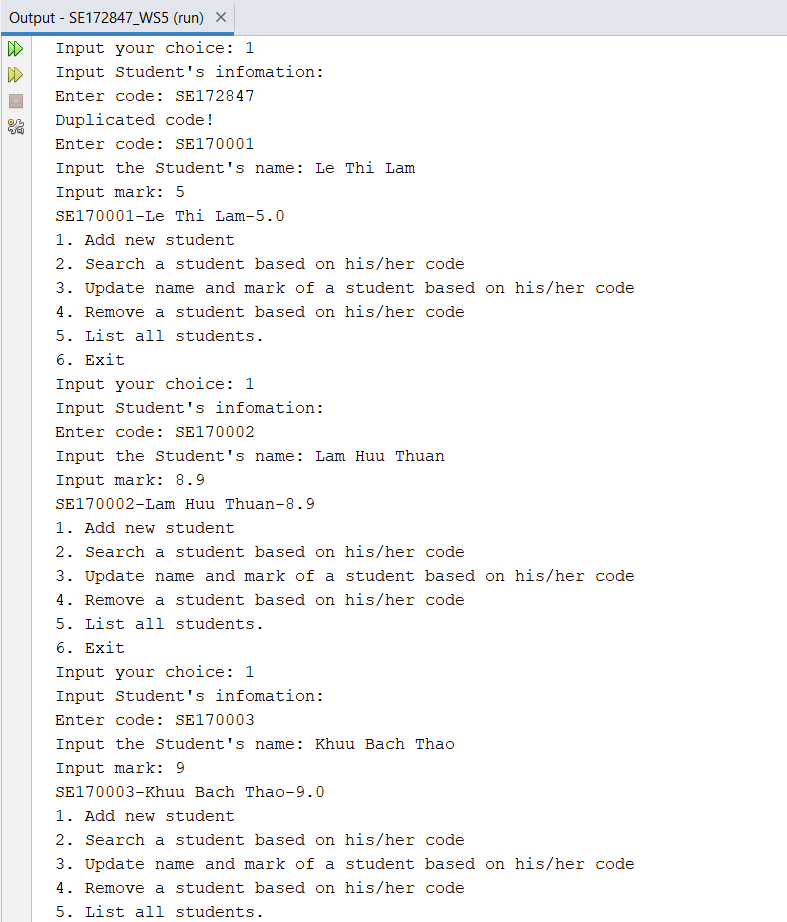 Output - SE172847_WS5 (run)
Input your choice: 1
Input Student's infomation:
Enter code: SE172847
Duplicated code!
Enter code: SE170001
Input the Student's name: Le Thi Lam
Input mark: 5
SE170001-Le Thi Lam-5.0
1. Add new student
2. Search a student based on his/her code
3. Update name and mark of a student based on his/her code
4. Remove a student based on his/her code
5. List all students.
6. Exit
Input your choice: 1
Input Student's infomation:
Enter code: SE170002
Input the Student's name: Lam Huu Thuan
Input mark: 8.9
SE170002-Lam Huu Thuan-8.9
1. Add new student
2. Search a student based on his/her code
3. Update name and mark of a student based on his/her code
4. Remove a student based on his/her code
5. List all students.
6. Exit
Input your choice: 1
Input Student's infomation:
Enter code: SE170003
Input the Student's name: Khuu Bach Thao
Input mark: 9
SE170003-Khuu Bach Thao-9.0
1. Add new student
2. Search a student based on his/her code
3. Update name and mark of a student based on his/her code
4. Remove a student based on his/her code
5. List all students.